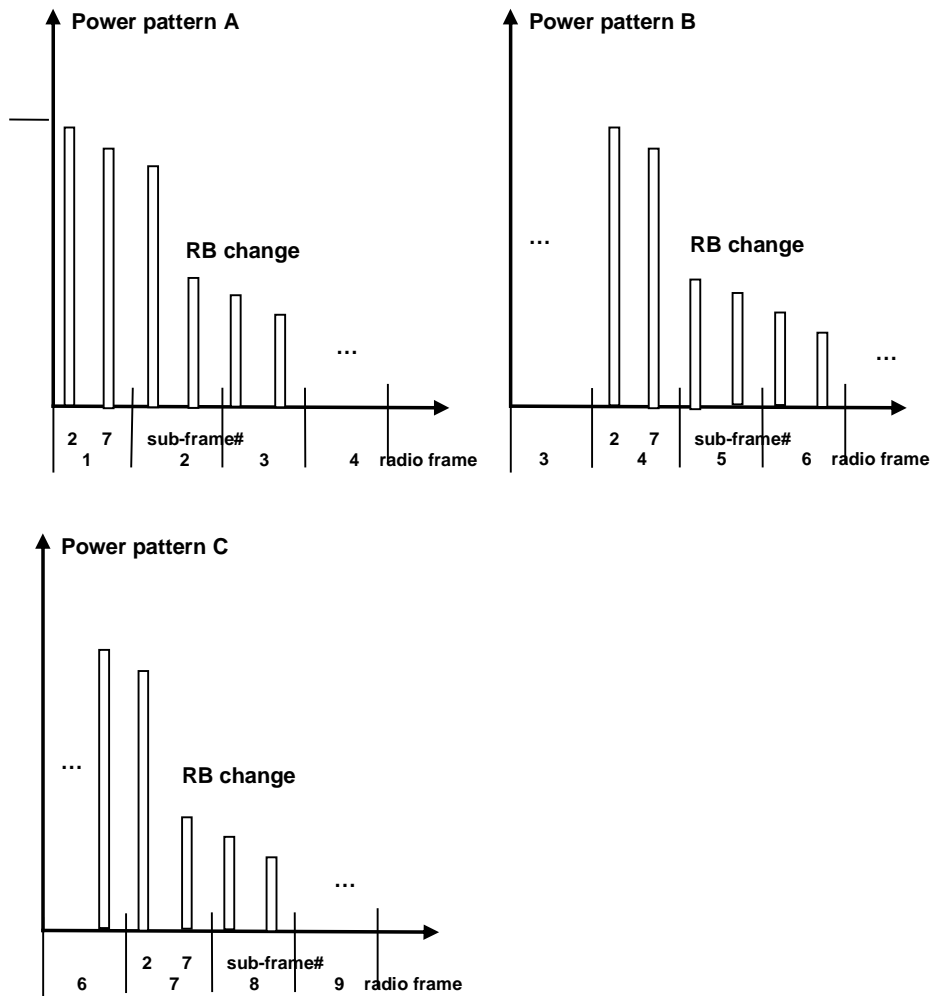 Power pattern A
RB change
...
2 7 sub-frame#
1 2 3 4 radio frame
Power pattern B
...
RB change
...
2 7 sub-frame#
3 4 5 6 radio frame
Power pattern C
...
RB change
...
2 7 sub-frame#
6 7 8 9 radio frame